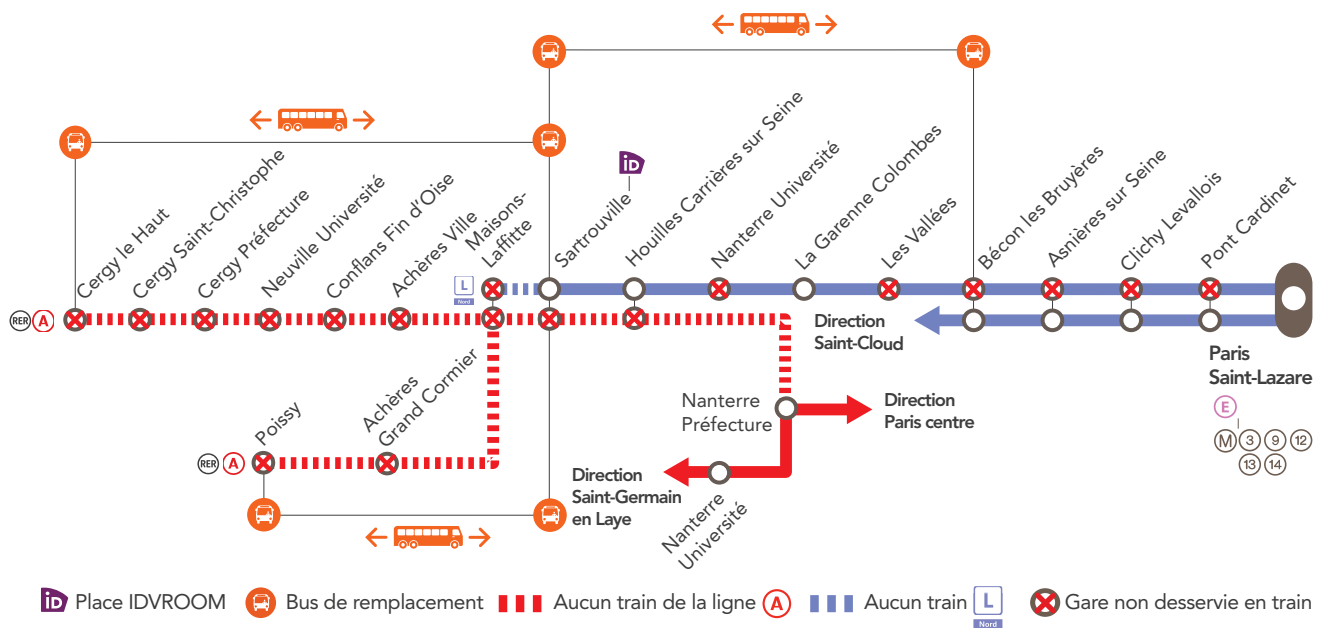 Cergy le Haut
Cergy Saint-Christophe
Cergy Préfecture
Neuville Université
Conflans Fin d'Oise
Achères Ville
Maisons-
Laffitte
Sartrouville
iD
Houilles Carrières sur Seine
Nanterre Université
La Garenne Colombes
Les Vallées
Bécon les Bruyères
Asnières sur Seine
Clichy Levallois
Pont Cardinet
L
Nord
RER A
Direction
Saint-Cloud
Paris
Saint-Lazare
E
M 3 9 12
13 14
Nanterre
Préfecture
Direction
Paris centre
Poissy
Achères
Grand Cormier
RER A
Direction
Saint-Germain
en Laye
Nanterre
Université
iD Place IDVROOM Bus de remplacement Aucun train de la ligne A Aucun train L Nord Gare non desservie en train